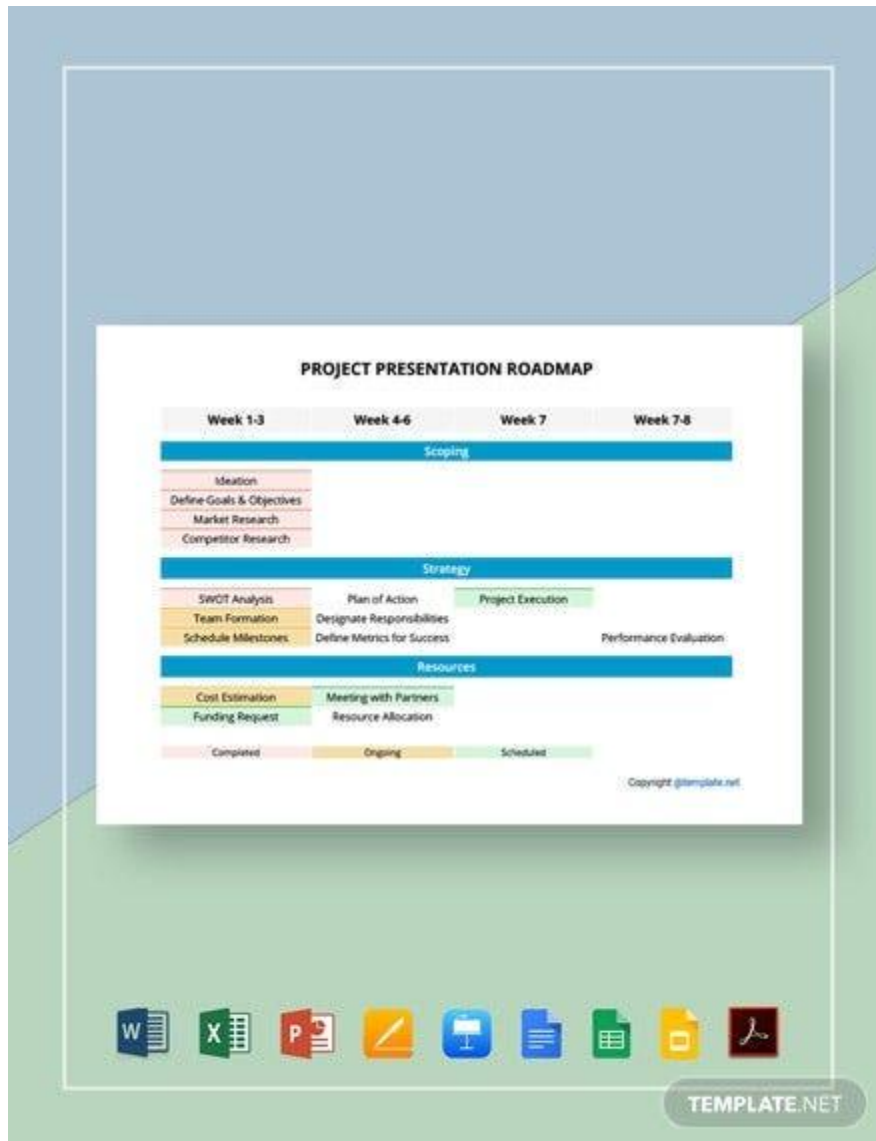 PROJECT PRESENTATION ROADMAP
Week 1-3 Week 4-6 Week 7 Week 7-8
Scoping
Ideation
Define Goals & Objectives
Market Research
Competitor Research
Strategy
SWOT Analysis Plan of Action Project Execution
Team Formation Designate Responsibilities
Schedule Milestones Define Metrics for Success Performance Evaluation
Resources
Cost Estimation Meeting with Partners
Funding Request Resource Allocation
Completed Ongoing Scheduled
Copyright @template.net
W X P
TEMPLATE.NET